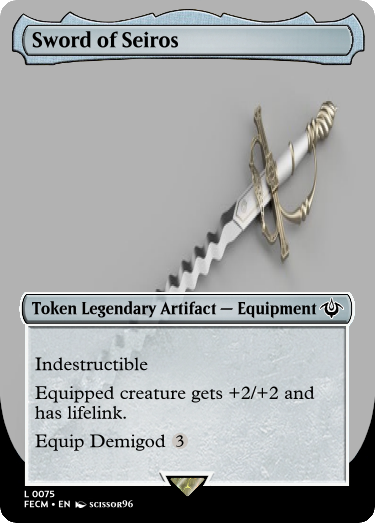 Sword of Seiros
Token Legendary Artifact — Equipment
Indestructible
Equipped creature gets +2/+2 and
has lifelink.
Equip Demigod 3
L 0075
FECM • EN SCISSOR96